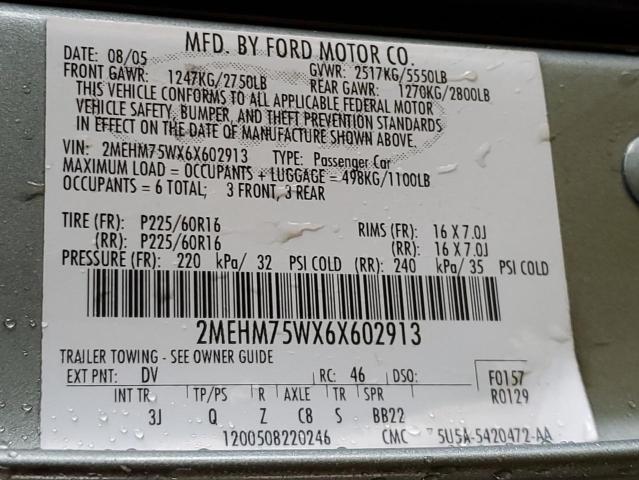 MFD. BY FORD MOTOR CO.
DATE: 08/05 GVWR: 2517KG/5550LB
FRONT GAWR: 1247KG/2750LB REAR GAWR: 1270KG/2800LB
THIS VEHICLE CONFORMS TO ALL APPLICABLE FEDERAL MOTOR
VEHICLE SAFETY, BUMPER, AND THEFT PREVENTION STANDARDS
IN EFFECT ON THE DATE OF MANUFACTURE SHOWN ABOVE.
VIN: 2MEHM75WX6X602913 TYPE: Passenger Car
MAXIMUM LOAD = OCCUPANTS + LUGGAGE = 498KG/1100LB
OCCUPANTS = 6 TOTAL; 3 FRONT, 3 REAR
TIRE (FR): P225/60R16 RIMS (FR): 16 X 7.0J
(RR): P225/60R16 (RR): 16 X 7.0J
PRESSURE (FR): 220 kPa/ 32 PSI COLD (RR): 240 kPa/ 35 PSI COLD
2MEHM75WX6X602913
TRAILER TOWING - SEE OWNER GUIDE
EXT PNT: DV RC: 46 DSO: F0157
INT TR TP/PS R AXLE TR SPR R0129
3J Q Z C8 S BB22
1200508220246 CMC 5U5A-5420472-AA